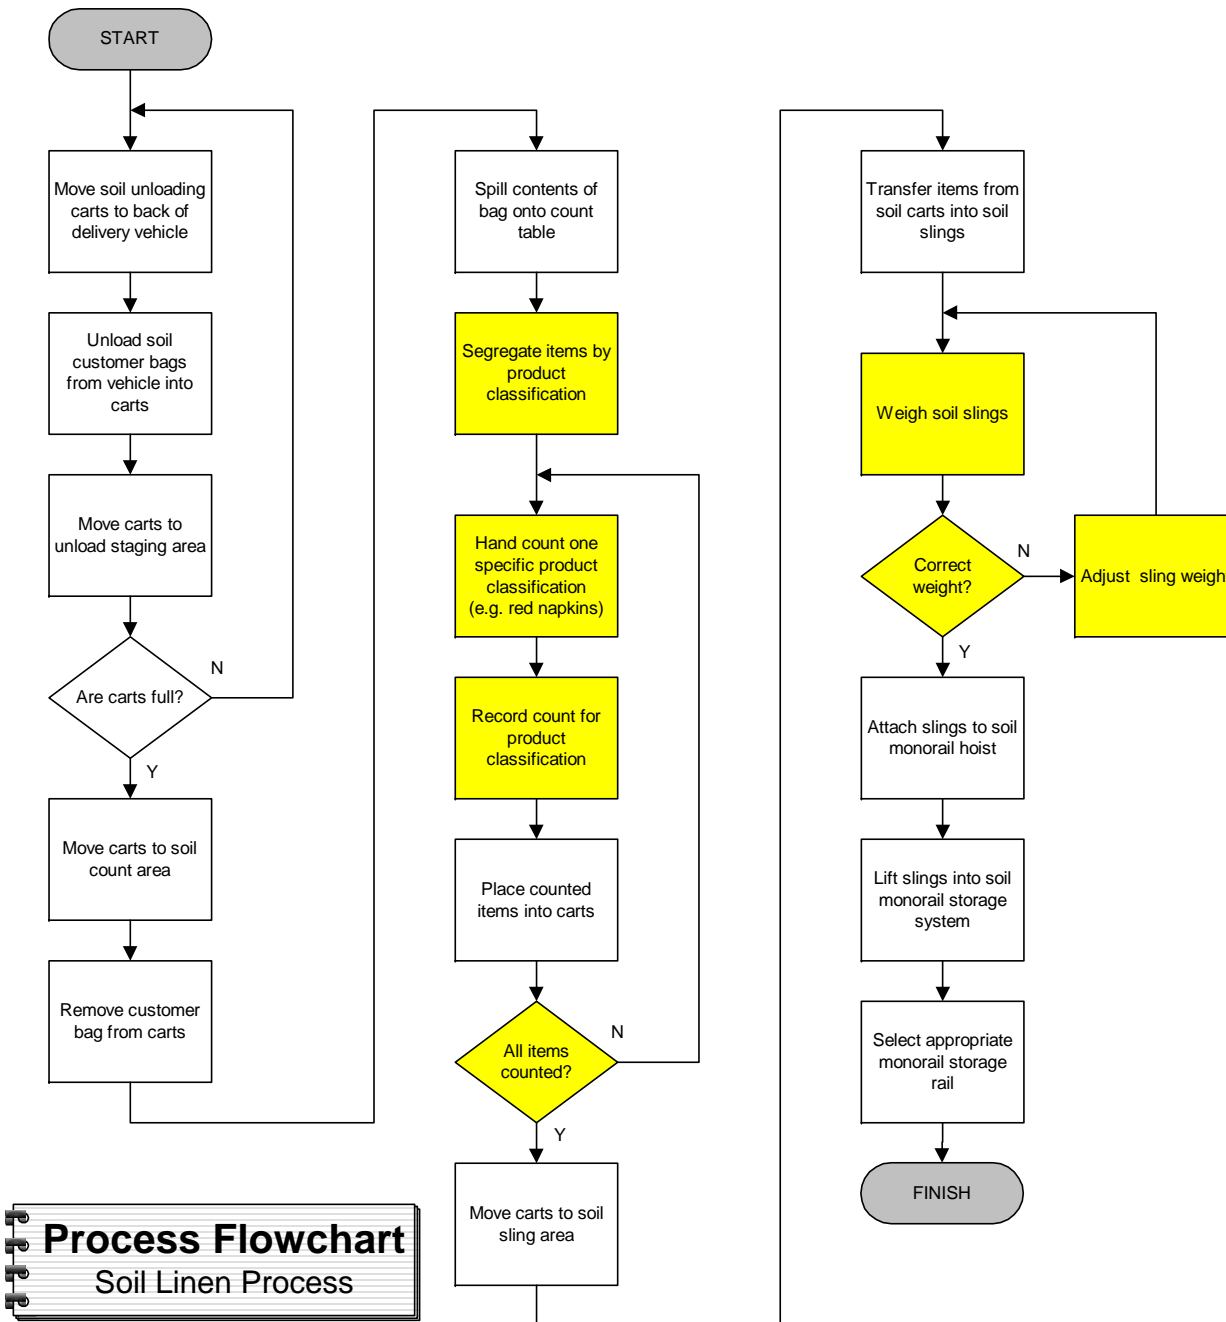 START
Move soil unloading
carts to back of
delivery vehicle
Unload soil
customer bags
from vehicle into
carts
Move carts to
unload staging area
Are carts full?
N
Y
Move carts to soil
count area
Remove customer
bag from carts
Spill contents of
bag onto count
table
Segregate items by
product
classification
Hand count one
specific product
classification
(e.g. red napkins)
Record count for
product
classification
Place counted
items into carts
All items
counted?
N
Y
Move carts to soil
sling area
Transfer items from
soil carts into soil
slings
Weigh soil slings
Correct
weight?
N
Adjust sling weight
Y
Attach slings to soil
monorail hoist
Lift slings into soil
monorail storage
system
Select appropriate
monorail storage
rail
FINISH
Process Flowchart
Soil Linen Process